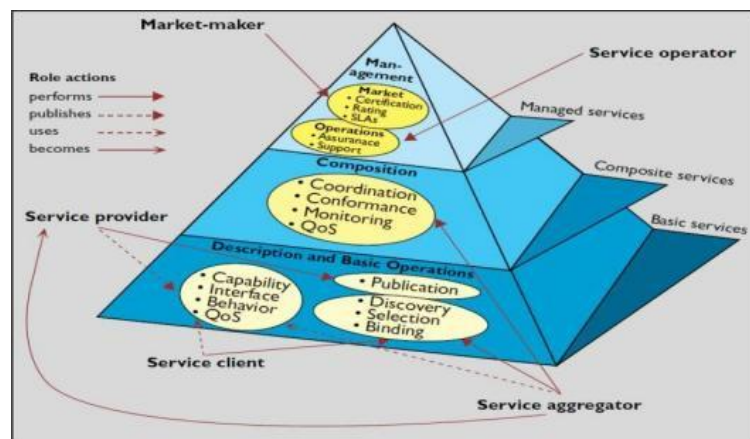 Market-maker
Service operator
Role actions
performs
publishes
uses
becomes
Man-
agement
Market
• Certification
• Rating
• SLAs
Operations
• Assuranace
• Support
Managed services
Composition
• Coordination
• Conformance
• Monitoring
• QoS
Composite services
Service provider
Basic services
Description and Basic Operations
• Capability
• Interface
• Behavior
• QoS
• Publication
• Discovery
• Selection
• Binding
Service client
Service aggregator